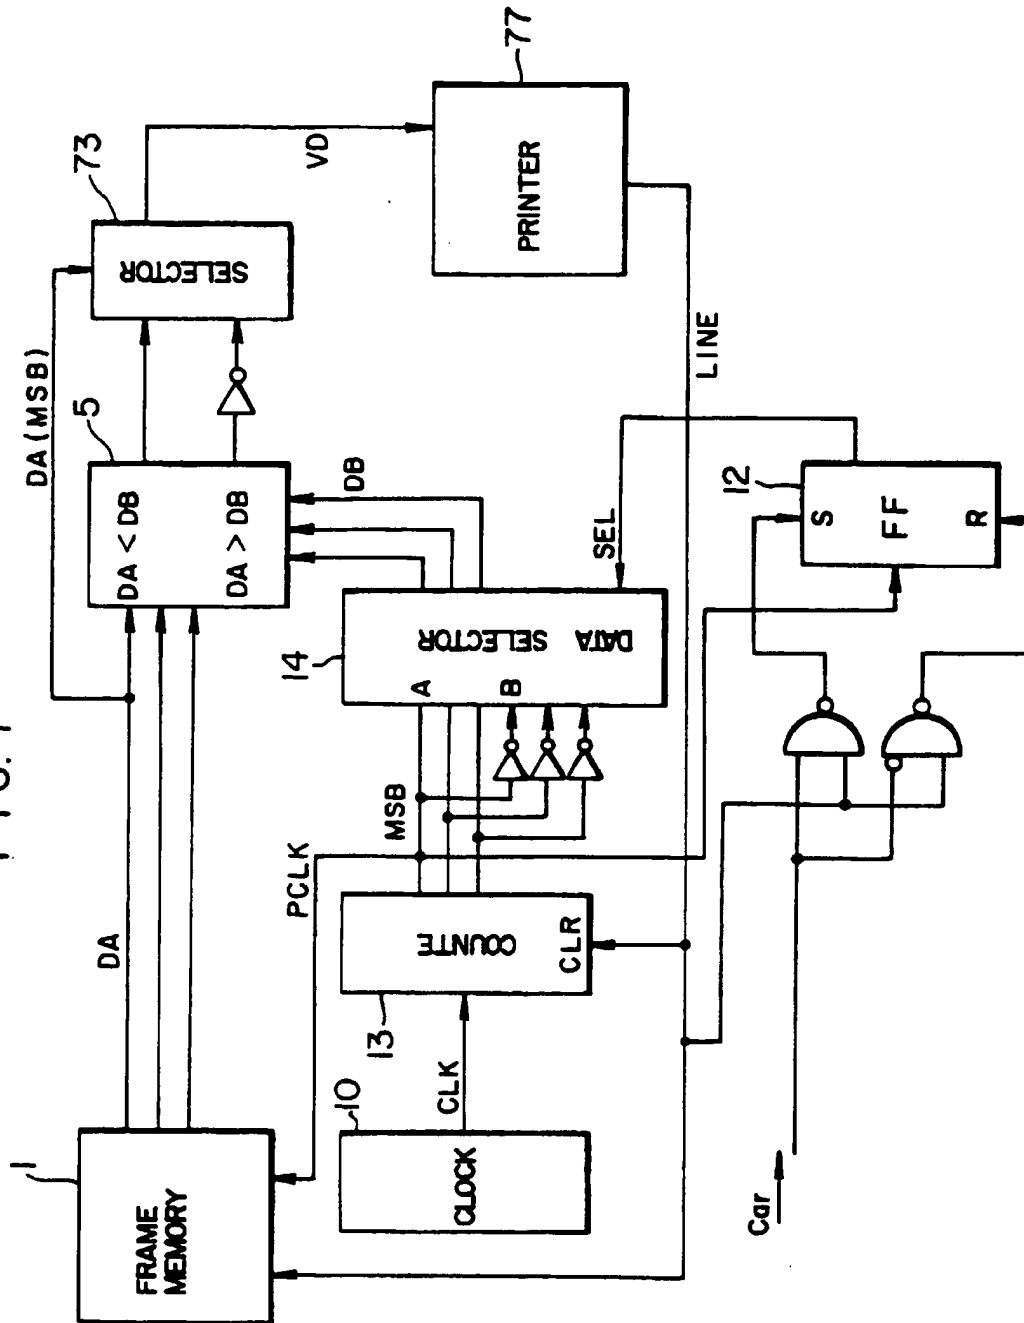 FIG.
1
FRAME MEMORY
DA
DA (MSB)
5
DA < DB
DA > DB
73
SELECTOR
VD
77
PRINTER
LINE
10
CLOCK
CLK
13
COUNTE
CLR
PCLK
MSB
14
A
B
DATA SELECTOR
DB
SEL
12
S
FF
R
Car